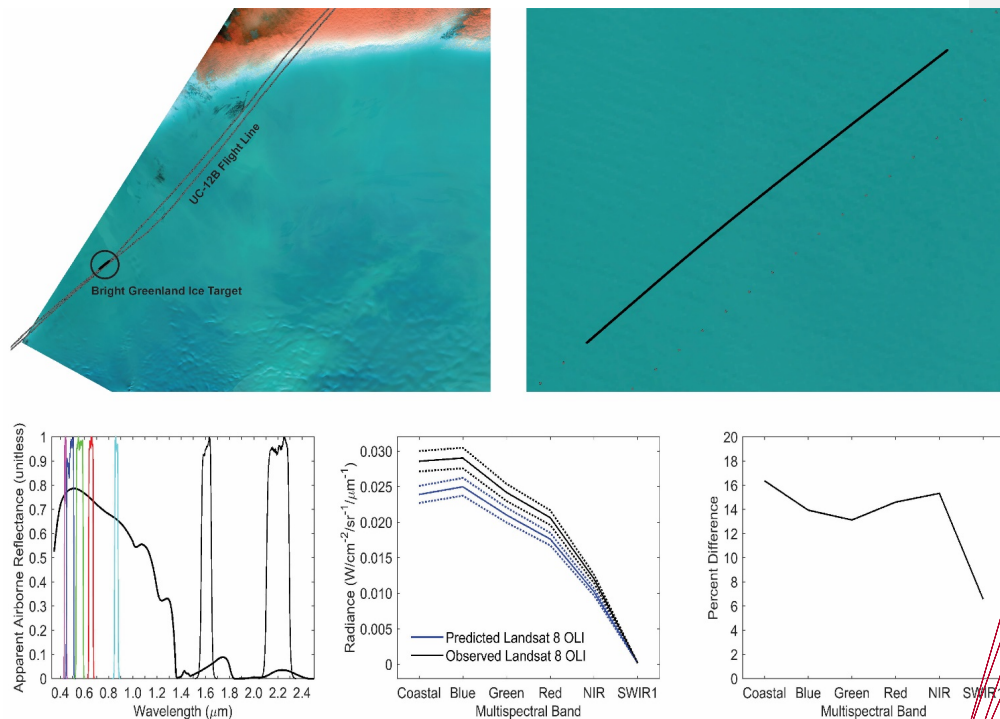 UC-12B Flight Line
Bright Greenland Ice Target
Apparent Airborne Reflectance (unitless)
1
0.9
0.8
0.7
0.6
0.5
0.4
0.3
0.2
0.1
0
0.4 0.6 0.8 1.0 1.2 1.4 1.6 1.8 2.0 2.2 2.4
Wavelength (μm)
Radiance (W/cm⁻²/sr⁻¹/μm⁻¹)
0.030
0.025
0.020
0.015
0.010
0.005
0
Predicted Landsat 8 OLI
Observed Landsat 8 OLI
Coastal Blue Green Red NIR SWIR1
Multispectral Band
Percent Difference
20
18
16
14
12
10
8
6
4
2
0
Coastal Blue Green Red NIR SWIR1
Multispectral Band